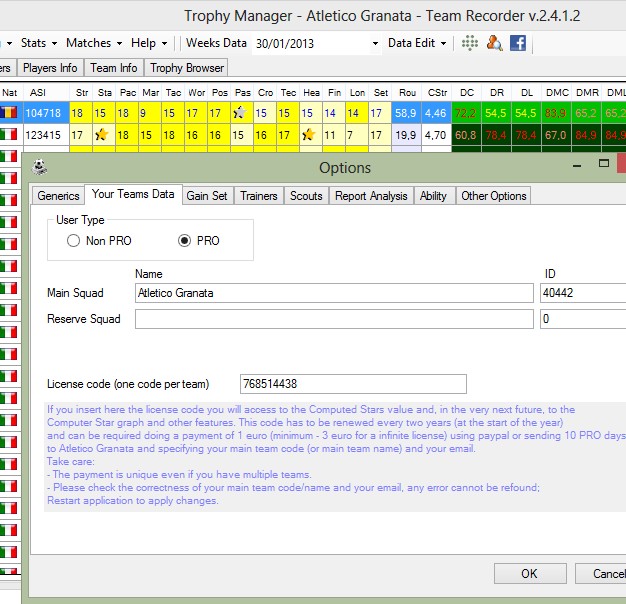 Trophy Manager - Atletico Granata - Team Recorder v.2.4.1.2
Stats Matches Help Weeks Data 30/01/2013 Data Edit
Players Info Team Info Trophy Browser
Nat ASI Str Sta Pac Mar Tac Wor Pos Pas Cro Tec Hea Fin Lon Set Rou CStr DC DR DL DMC DMR DML
104718 18 15 18 9 15 17 17 15 15 15 14 14 17 58,9 4,46 72,2 54,5 54,5 83,9 65,2 65,2
123415 17 18 15 18 16 16 15 16 17 11 7 17 19,9 4,70 60,8 78,4 78,4 67,0 84,9 84,9
Options
Generics Your Teams Data Gain Set Trainers Scouts Report Analysis Ability Other Options
User Type
Non PRO PRO
Name ID
Main Squad Atletico Granata 40442
Reserve Squad 0
License code (one code per team) 768514438
If you insert here the license code you will access to the Computed Stars value and, in the very next future, to the
Computer Star graph and other features. This code has to be renewed every two years (at the start of the year)
and can be required doing a payment of 1 euro (minimum - 3 euro for a infinite license) using paypal or sending 10 PRO days
to Atletico Granata and specifying your main team code (or main team name) and your email.
Take care:
- The payment is unique even if you have multiple teams.
- Please check the correctness of your main team code/name and your email, any error cannot be refound;
Restart application to apply changes.
OK Cancel